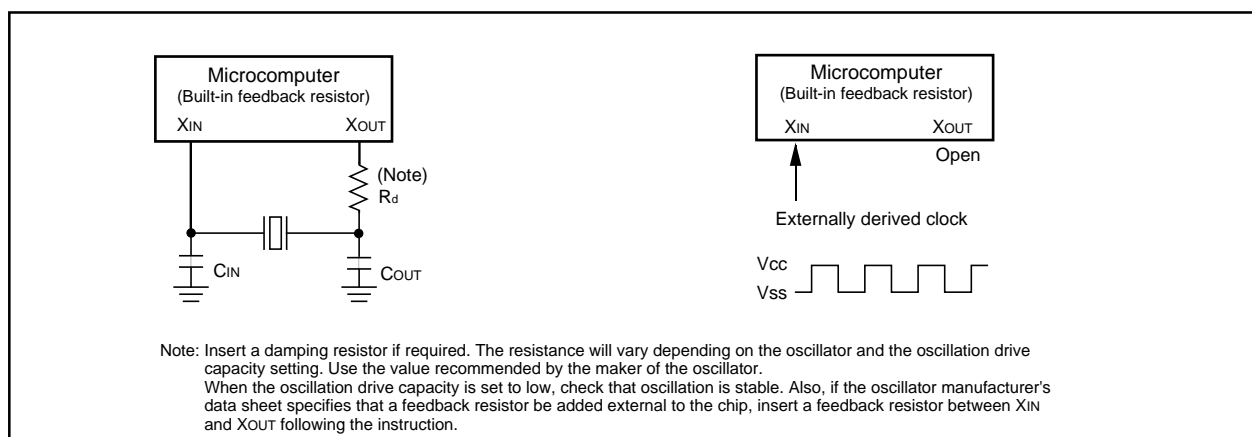 Microcomputer
(Built-in feedback resistor)
XIN XOUT
(Note)
Rd
CIN
COUT
Microcomputer
(Built-in feedback resistor)
XIN XOUT
Open
Externally derived clock
Vcc
Vss
Note: Insert a damping resistor if required. The resistance will vary depending on the oscillator and the oscillation drive
capacity setting. Use the value recommended by the maker of the oscillator.
When the oscillation drive capacity is set to low, check that oscillation is stable. Also, if the oscillator manufacturer's
data sheet specifies that a feedback resistor be added external to the chip, insert a feedback resistor between XIN
and XOUT following the instruction.